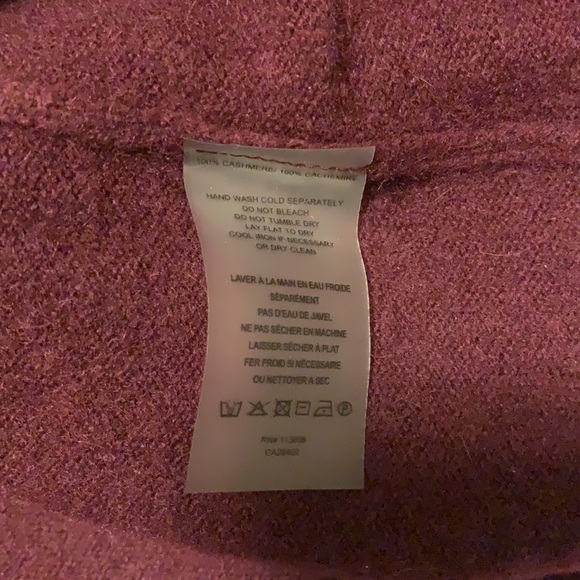 100% CASHMERE/ 100% CACHEMIRE
HAND WASH COLD SEPARATELY
DO NOT BLEACH
DO NOT TUMBLE DRY
LAY FLAT TO DRY
COOL IRON IF NECESSARY
OR DRY CLEAN
LAVER À LA MAIN EN EAU FROIDE
SÉPARÉMENT
PAS D'EAU DE JAVEL
NE PAS SÉCHER EN MACHINE
LAISSER SÉCHER À PLAT
FER FROID SI NÉCESSAIRE
OU NETTOYER A SEC